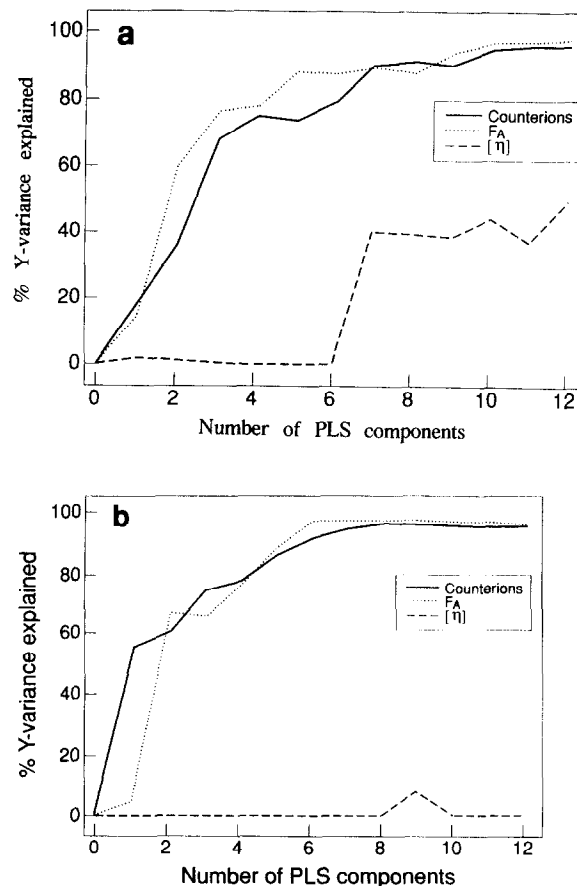 a
100
80
60
40
20
0
% Y-variance explained
Counterions
FA
[η]
0 2 4 6 8 10 12
Number of PLS components
b
100
80
60
40
20
0
% Y-variance explained
Counterions
FA
[η]
0 2 4 6 8 10 12
Number of PLS components